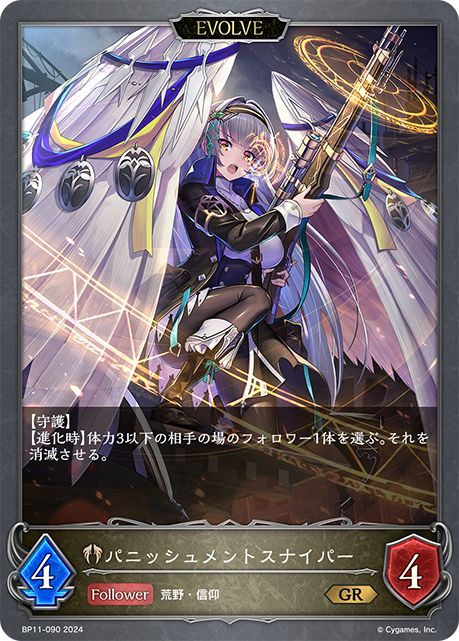 EVOLVE
【守護】
【進化時】体力3以下の相手の場のフォロワー1体を選ぶ。それを
消滅させる。
パニッシュメントスナイパー
4
Follower
荒野・信仰
GR
4
BP11-090 2024
© Cygames, Inc.